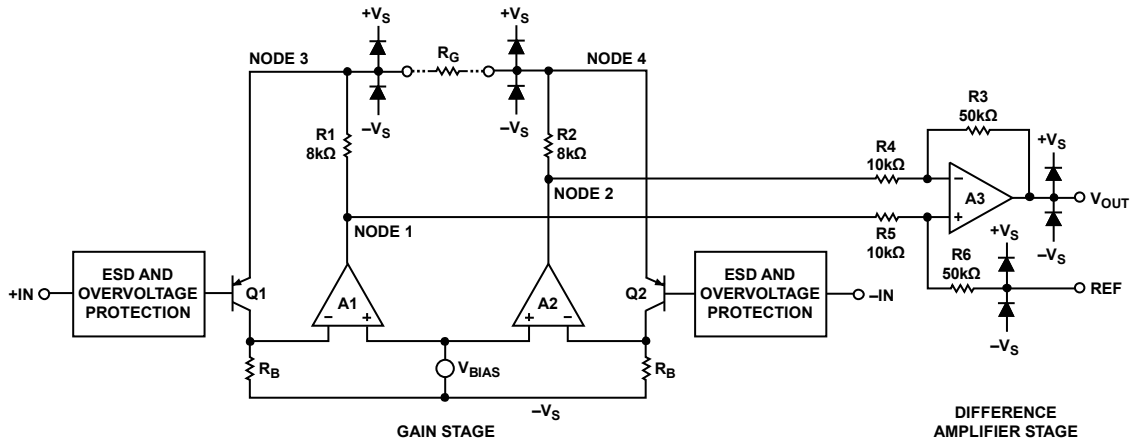 +VS
+VS
NODE 3
RG
NODE 4
–VS
–VS
R1
8kΩ
R2
8kΩ
R3
50kΩ
R4
10kΩ
+VS
NODE 2
–
A3
+
VOUT
NODE 1
R5
10kΩ
+VS
–VS
R6
50kΩ
REF
–VS
+IN
ESD AND
OVERVOLTAGE
PROTECTION
Q1
A1
– +
A2
+ –
Q2
ESD AND
OVERVOLTAGE
PROTECTION
–IN
RB
VBIAS
RB
–VS
GAIN STAGE
DIFFERENCE
AMPLIFIER STAGE